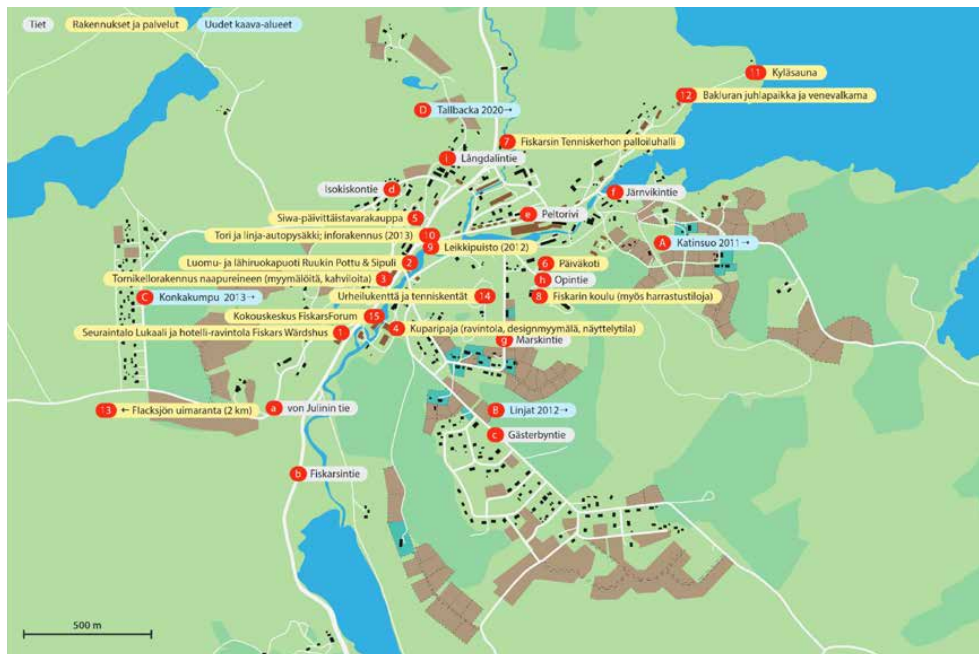 Tiet
Rakennukset ja palvelut
Uudet kaava-alueet
11 Kyläsauna
12 Bakluran juhlapaikka ja venevalkama
D Tallbacka 2020→
7 Fiskarsin Tenniskerhon palloiluhalli
i Långdalintie
Isokiskontie d
f Järnvikintie
Siwa-päivittäistavarakauppa 5
e Peltorivi
Tori ja linja-autopysäkki; inforakennus (2013) 10
9 Leikkipuisto (2012)
A Katinsuo 2011→
Luomu- ja lähiruokapuoti Ruukin Pottu & Sipuli 2
6 Päiväkoti
Tornikellorakennus naapureineen (myymälöitä, kahviloita) 3
h Opintie
C Konkakumpu 2013→
Urheilukenttä ja tenniskentät 14
8 Fiskarin koulu (myös harrastustiloja)
Kokouskeskus FiskarsForum 15
Seuraintalo Lukaali ja hotelli-ravintola Fiskars Wärdshus 1
4 Kuparipaja (ravintola, designmyymälä, näyttelytila)
g Marskintie
13 ← Flacksjön uimaranta (2 km)
a von Julinin tie
B Linjat 2012→
c Gästerbyntie
b Fiskarsintie
500 m